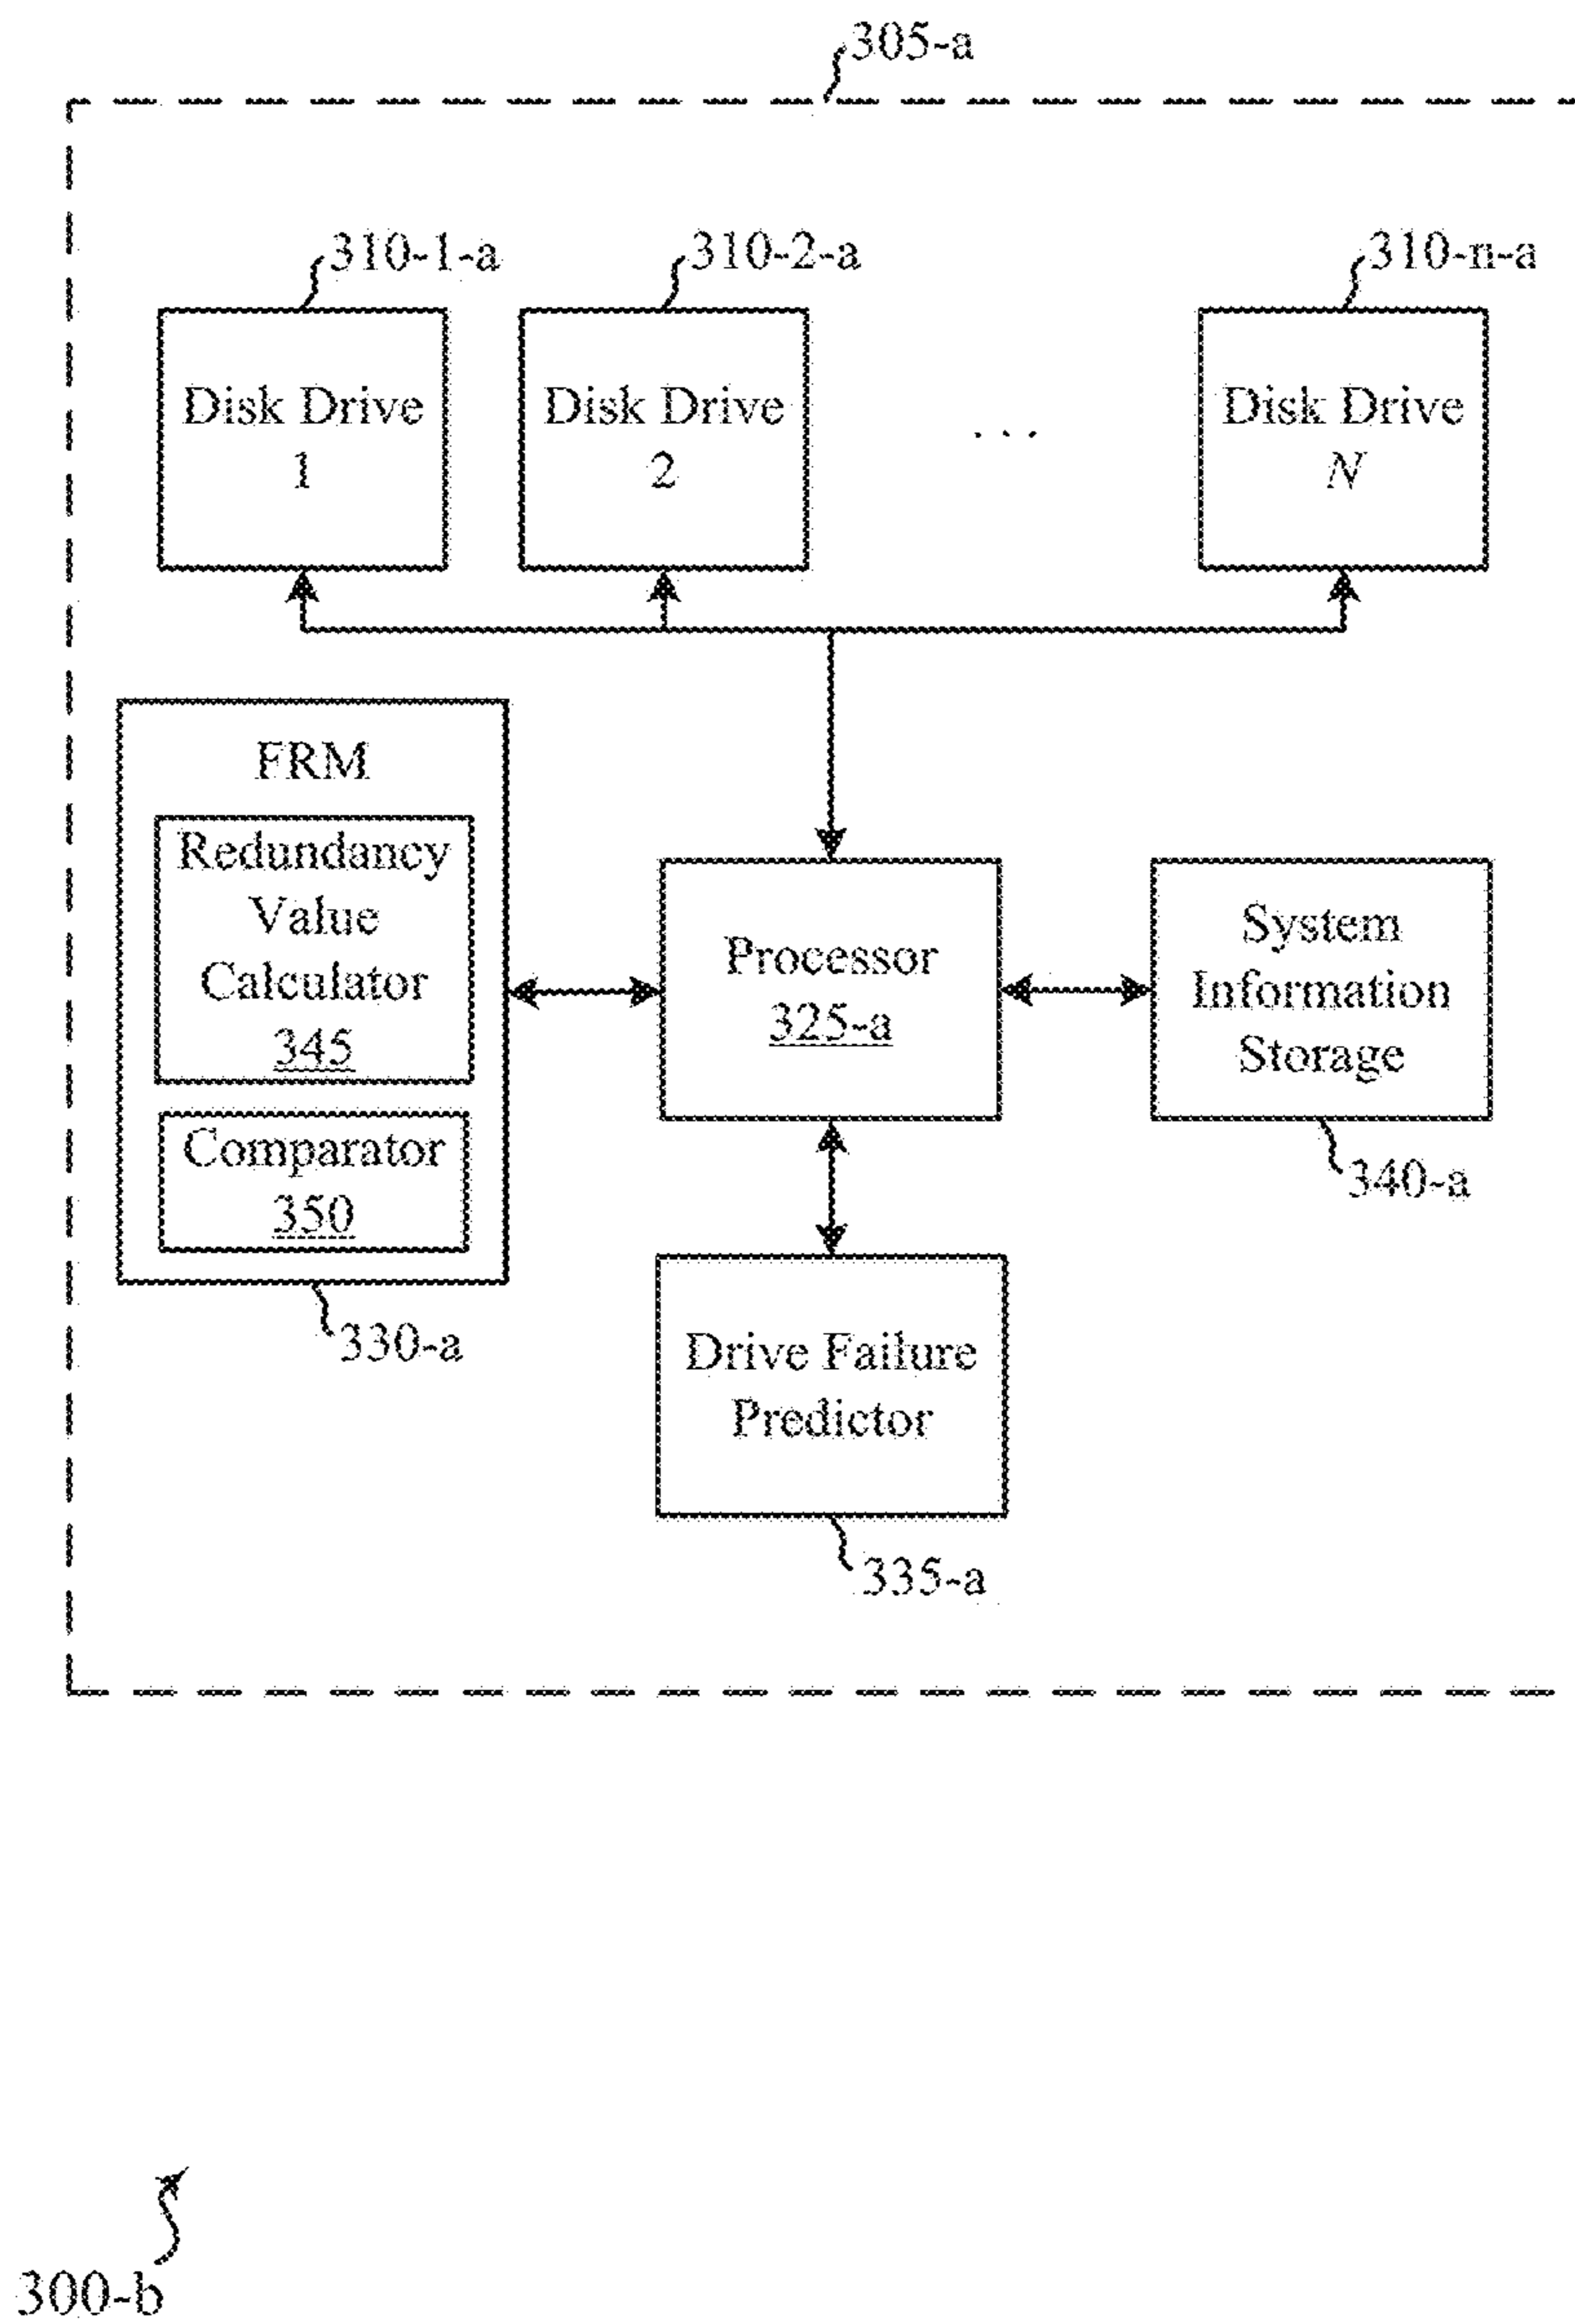 305-a
310-1-a
310-2-a
310-n-a
Disk Drive
1
Disk Drive
2
. . .
Disk Drive
N
FRM
Redundancy
Value
Calculator
345
Comparator
350
330-a
Processor
325-a
System
Information
Storage
340-a
Drive Failure
Predictor
335-a
300-b